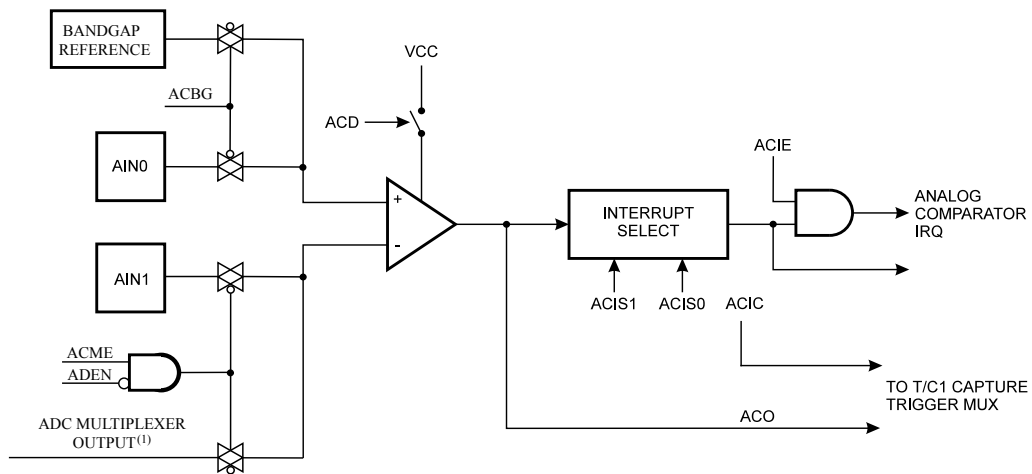 BANDGAP
REFERENCE
VCC
ACBG
ACD
AIN0
ACIE
+
-
INTERRUPT
SELECT
ANALOG
COMPARATOR
IRQ
AIN1
ACIS1
ACIS0
ACIC
ACME
ADEN
TO T/C1 CAPTURE
TRIGGER MUX
ADC MULTIPLEXER
OUTPUT(1)
ACO